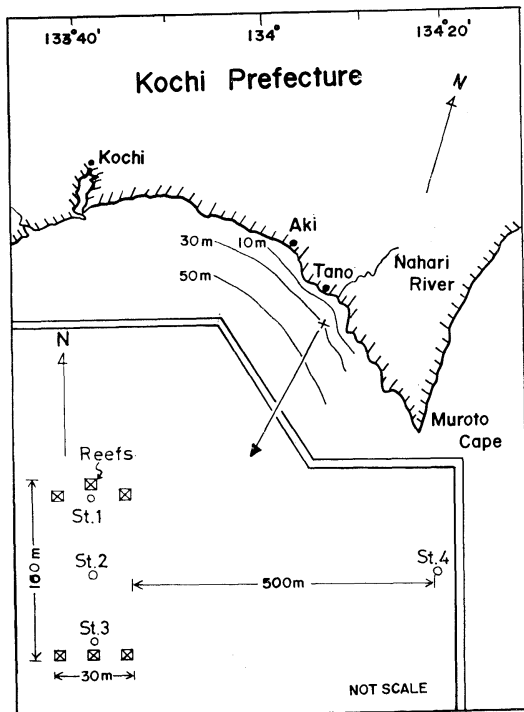 133°40'
134°
134°20'
Kochi Prefecture
N
Kochi
Aki
30m
10m
Tano
50m
Nahari
River
N
Muroto
Cape
Reefs
St.1
160m
St.2
500m
St.4
St.3
30m
NOT SCALE